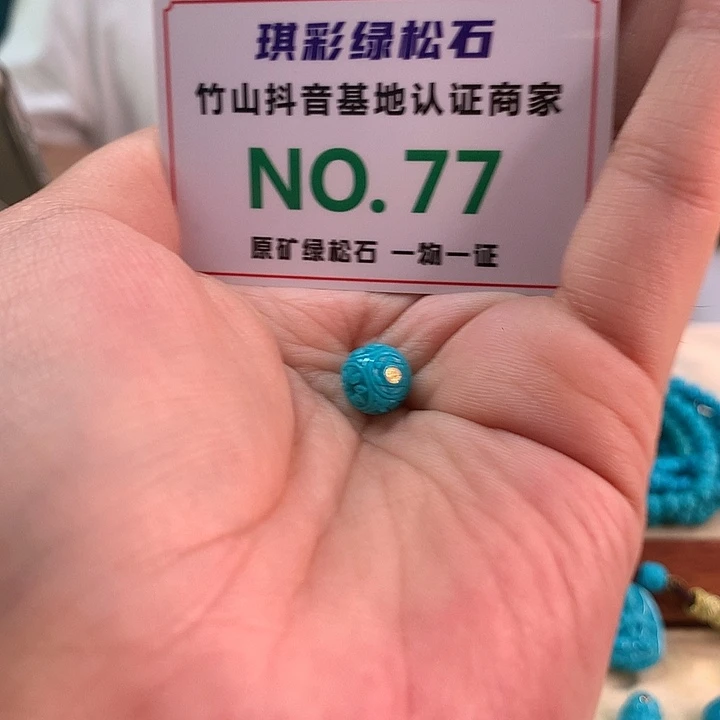 琪彩绿松石
竹山抖音基地认证商家
NO.77
原矿绿松石 一物一证